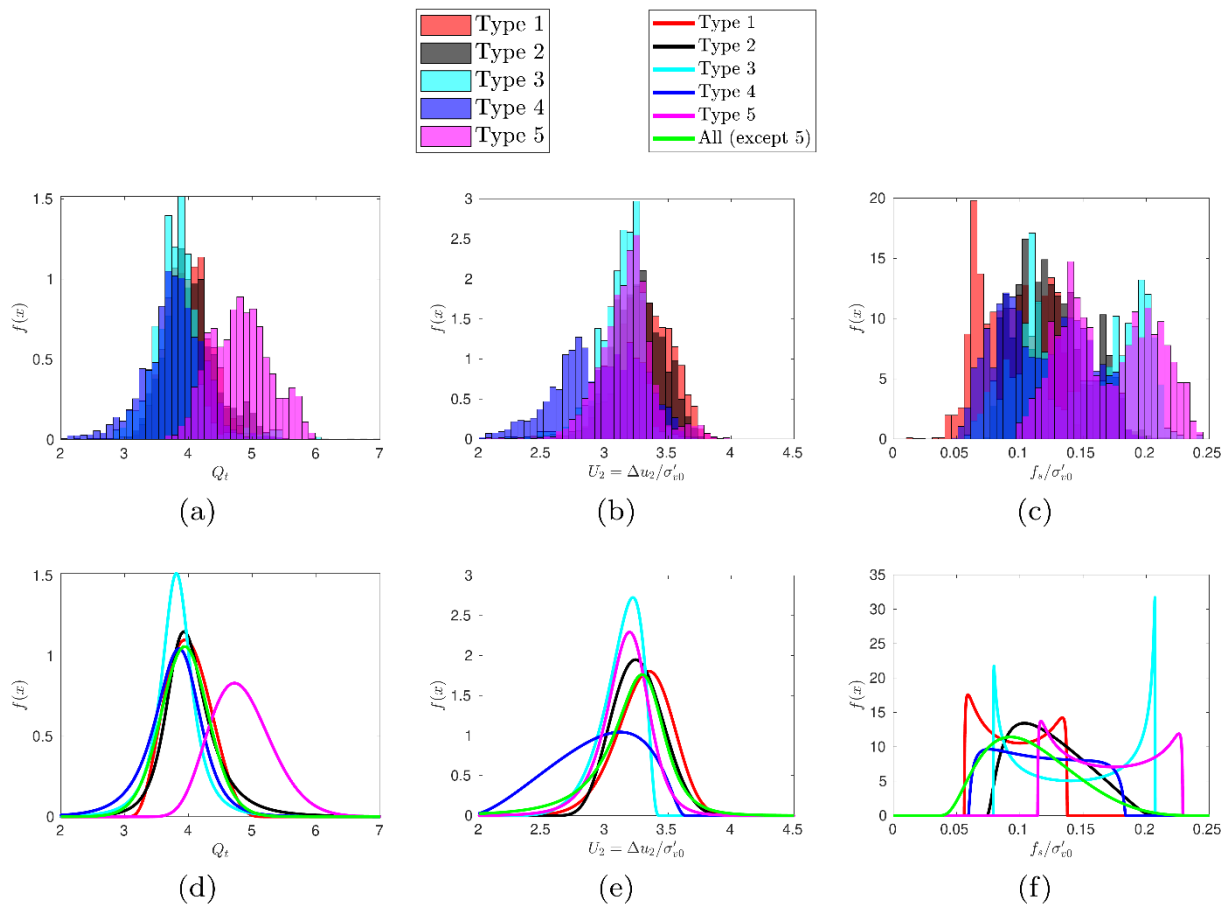 Type 1
Type 2
Type 3
Type 4
Type 5
Type 1
Type 2
Type 3
Type 4
Type 5
All (except 5)
1.5
1
0.5
0
f(x)
2 3 4 5 6 7
Q_t
(a)
3
2.5
2
1.5
1
0.5
0
f(x)
2 2.5 3 3.5 4 4.5
U_2 = Δu_2/σ′_{v0}
(b)
20
15
10
5
0
f(x)
0 0.05 0.1 0.15 0.2 0.25
f_s/σ′_{v0}
(c)
1.5
1
0.5
0
f(x)
2 3 4 5 6 7
Q_t
(d)
3
2.5
2
1.5
1
0.5
0
f(x)
2 2.5 3 3.5 4 4.5
U_2 = Δu_2/σ′_{v0}
(e)
35
30
25
20
15
10
5
0
f(x)
0 0.05 0.1 0.15 0.2 0.25
f_s/σ′_{v0}
(f)